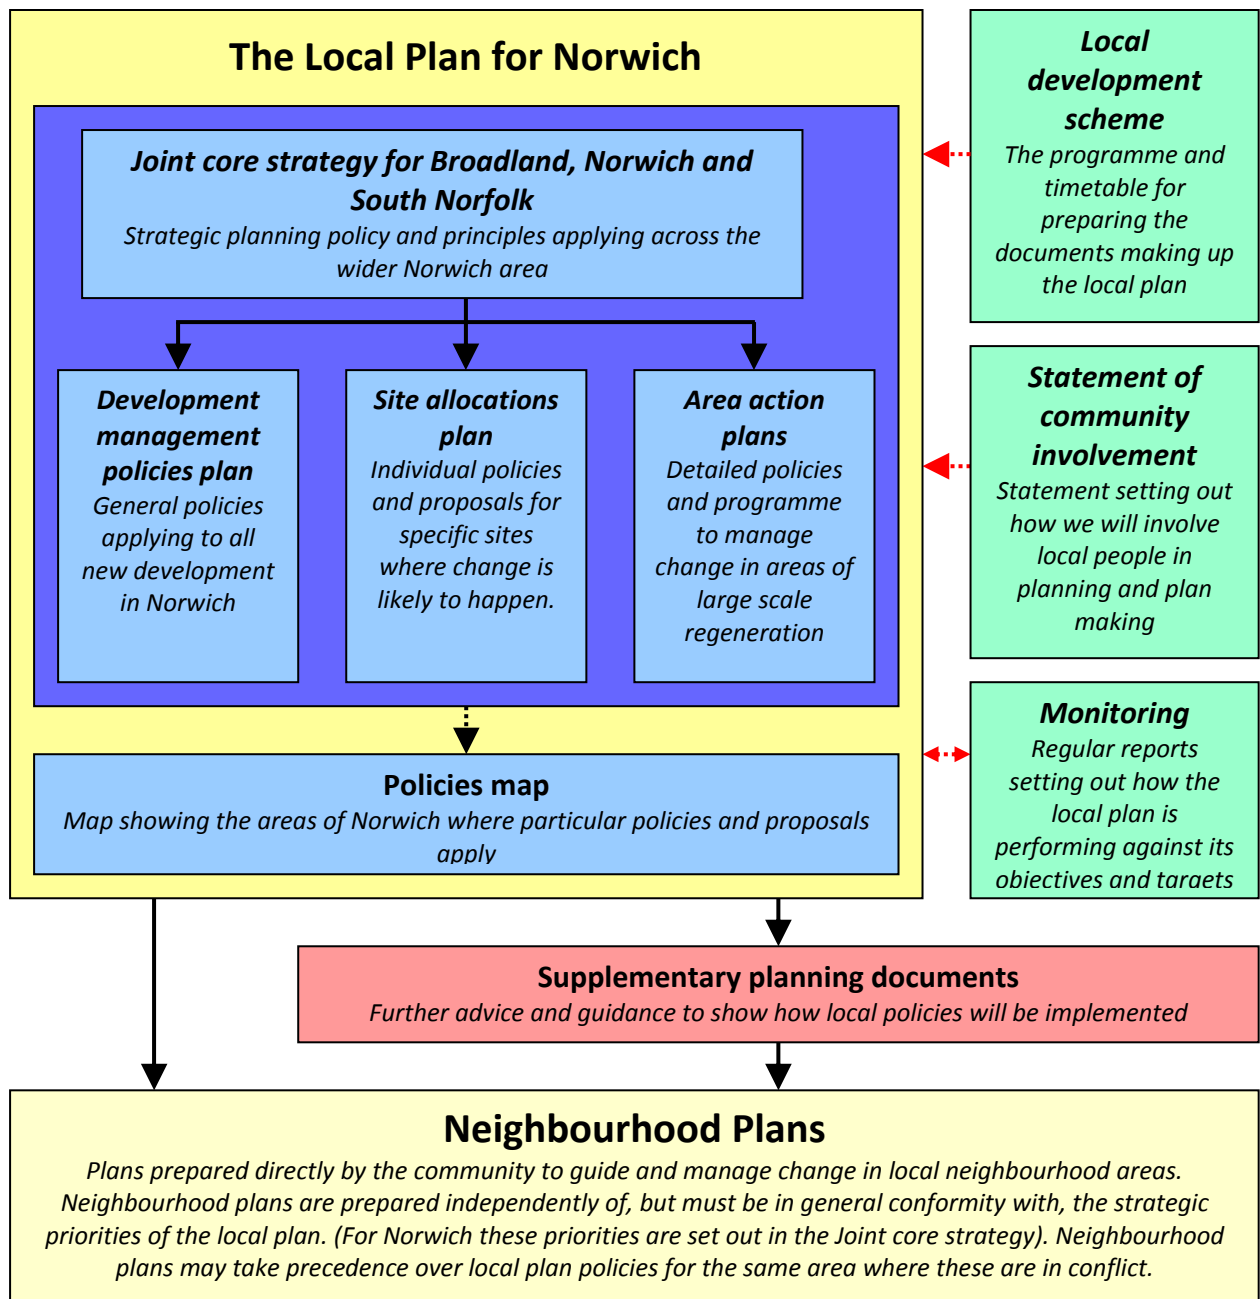 The Local Plan for Norwich
Joint core strategy for Broadland, Norwich and
South Norfolk
Strategic planning policy and principles applying across the
wider Norwich area
Development
management
policies plan
General policies
applying to all
new development
in Norwich
Site allocations
plan
Individual policies
and proposals for
specific sites
where change is
likely to happen.
Area action
plans
Detailed policies
and programme
to manage
change in areas of
large scale
regeneration
Policies map
Map showing the areas of Norwich where particular policies and proposals
apply
Local
development
scheme
The programme and
timetable for
preparing the
documents making up
the local plan
Statement of
community
involvement
Statement setting out
how we will involve
local people in
planning and plan
making
Monitoring
Regular reports
setting out how the
local plan is
performing against its
objectives and targets
Supplementary planning documents
Further advice and guidance to show how local policies will be implemented
Neighbourhood Plans
Plans prepared directly by the community to guide and manage change in local neighbourhood areas.
Neighbourhood plans are prepared independently of, but must be in general conformity with, the strategic
priorities of the local plan. (For Norwich these priorities are set out in the Joint core strategy). Neighbourhood
plans may take precedence over local plan policies for the same area where these are in conflict.